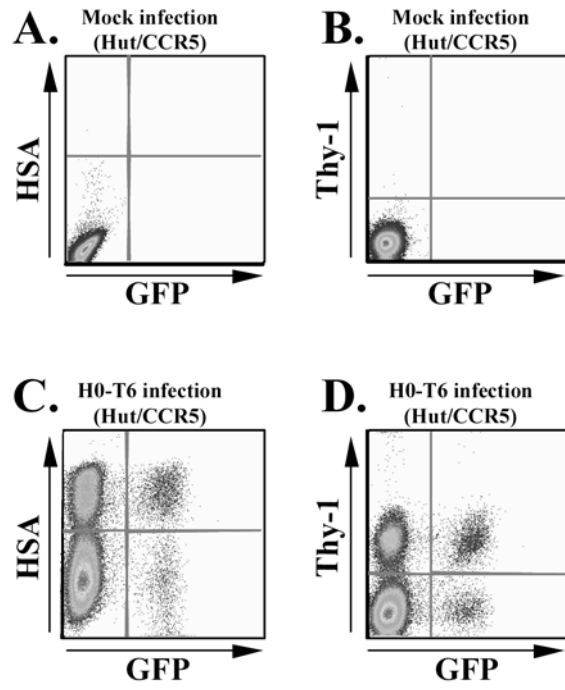 A.
Mock infection
(Hut/CCR5)
HSA
GFP
B.
Mock infection
(Hut/CCR5)
Thy-1
GFP
C.
H0-T6 infection
(Hut/CCR5)
HSA
GFP
D.
H0-T6 infection
(Hut/CCR5)
Thy-1
GFP